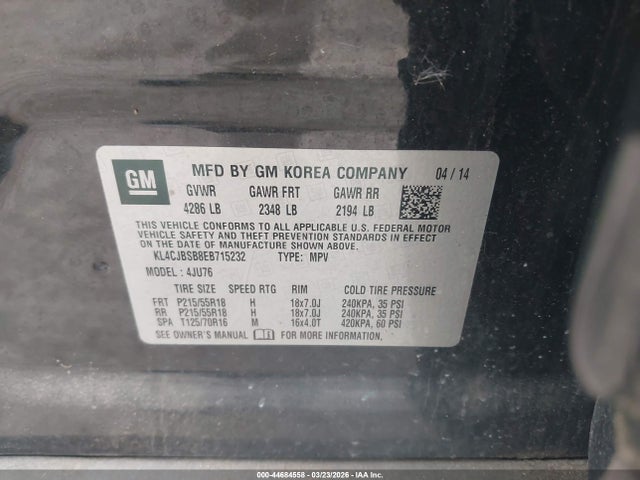 GM
MFD BY GM KOREA COMPANY 04 / 14
GVWR GAWR FRT GAWR RR
4286 LB 2348 LB 2194 LB
THIS VEHICLE CONFORMS TO ALL APPLICABLE U.S. FEDERAL MOTOR
VEHICLE SAFETY AND THEFT PREVENTION STANDARDS IN EFFECT
ON THE DATE OF MANUFACTURE SHOWN ABOVE.
KL4CJBSB8EB715232 TYPE: MPV
MODEL : 4JU76
TIRE SIZE SPEED RTG RIM COLD TIRE PRESSURE
FRT P215/55R18 H 18x7.0J 240KPA, 35 PSI
RR P215/55R18 H 18x7.0J 240KPA, 35 PSI
SPA T125/70R16 M 16x4.0T 420KPA, 60 PSI
SEE OWNER'S MANUAL FOR MORE INFORMATION.
000-44684558 - 03/23/2026 - IAA Inc.